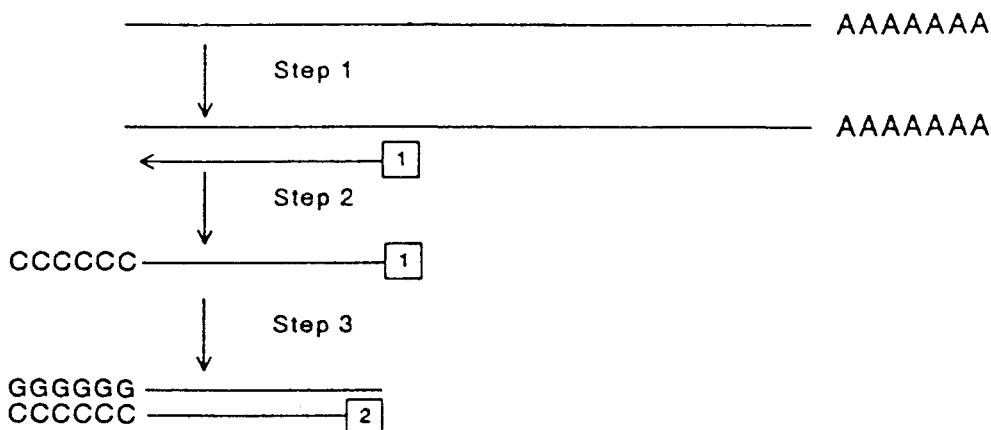 AAAAAAA
Step 1
AAAAAAA
1
Step 2
CCCCCC 1
Step 3
GGGGGG
CCCCCC 2